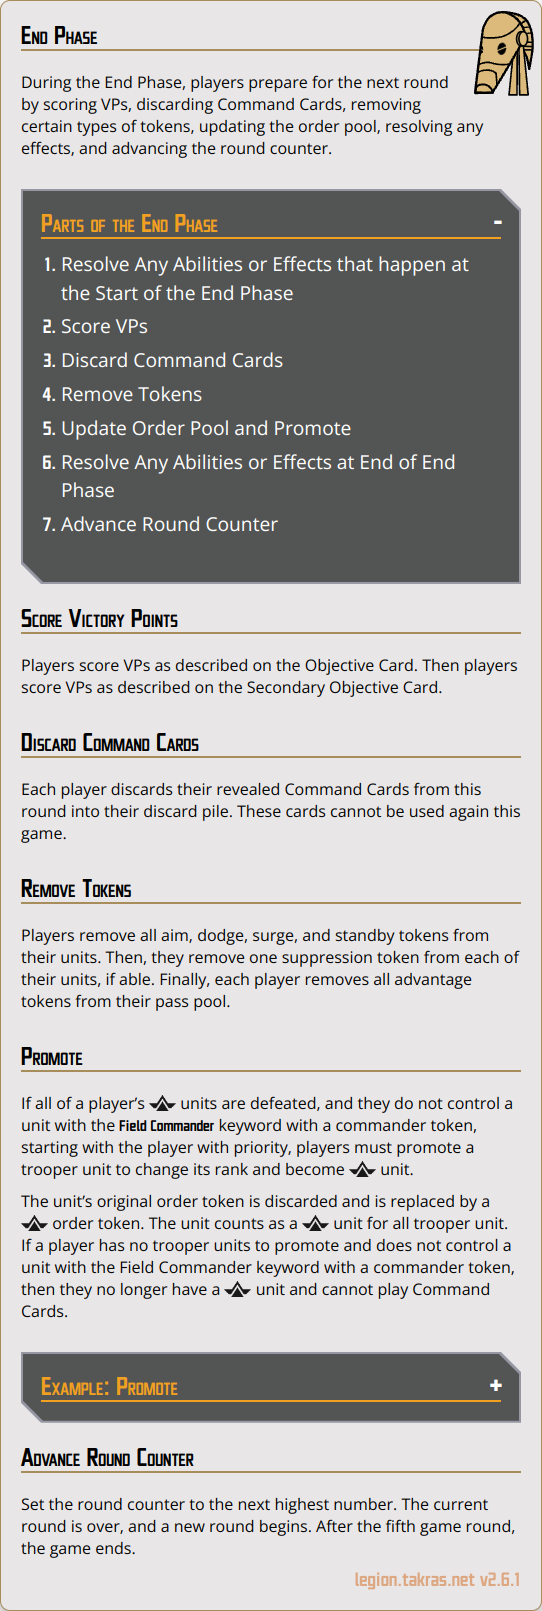 End Phase
During the End Phase, players prepare for the next round
by scoring VPs, discarding Command Cards, removing
certain types of tokens, updating the order pool, resolving any
effects, and advancing the round counter.
Parts of the End Phase -
1. Resolve Any Abilities or Effects that happen at
the Start of the End Phase
2. Score VPs
3. Discard Command Cards
4. Remove Tokens
5. Update Order Pool and Promote
6. Resolve Any Abilities or Effects at End of End
Phase
7. Advance Round Counter
Score Victory Points
Players score VPs as described on the Objective Card. Then players
score VPs as described on the Secondary Objective Card.
Discard Command Cards
Each player discards their revealed Command Cards from this
round into their discard pile. These cards cannot be used again this
game.
Remove Tokens
Players remove all aim, dodge, surge, and standby tokens from
their units. Then, they remove one suppression token from each of
their units, if able. Finally, each player removes all advantage
tokens from their pass pool.
Promote
If all of a player's units are defeated, and they do not control a
unit with the Field Commander keyword with a commander token,
starting with the player with priority, players must promote a
trooper unit to change its rank and become unit.
The unit's original order token is discarded and is replaced by a
order token. The unit counts as a unit for all trooper unit.
If a player has no trooper units to promote and does not control a
unit with the Field Commander keyword with a commander token,
then they no longer have a unit and cannot play Command
Cards.
Example: Promote +
Advance Round Counter
Set the round counter to the next highest number. The current
round is over, and a new round begins. After the fifth game round,
the game ends.
legion.takras.net v2.6.1